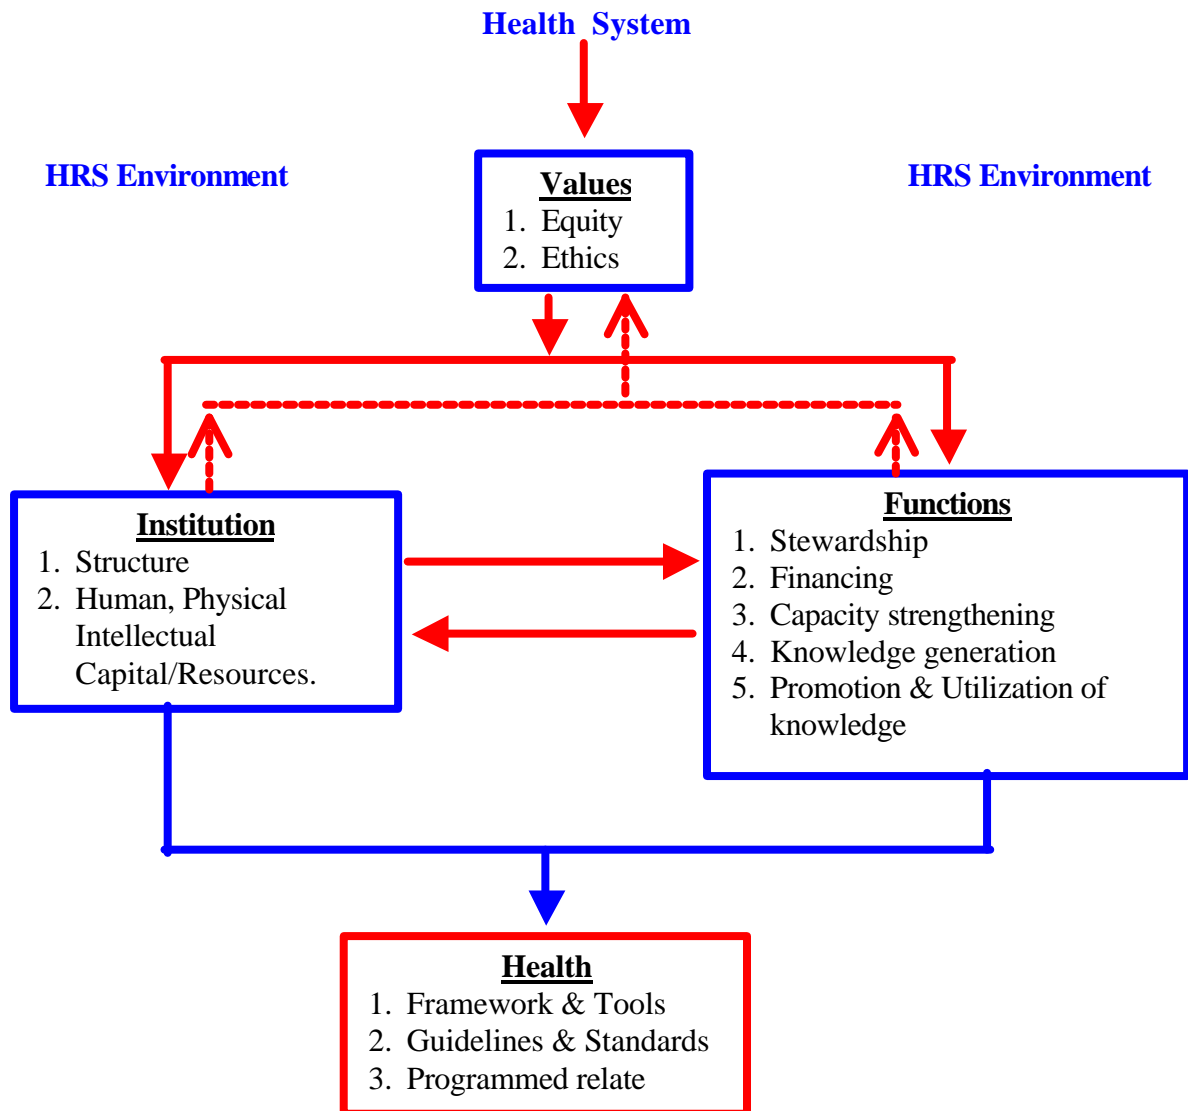 Health System
HRS Environment
HRS Environment
Values
1. Equity
2. Ethics
Institution
1. Structure
2. Human, Physical
Intellectual
Capital/Resources.
Functions
1. Stewardship
2. Financing
3. Capacity strengthening
4. Knowledge generation
5. Promotion & Utilization of
knowledge
Health
1. Framework & Tools
2. Guidelines & Standards
3. Programmed relate